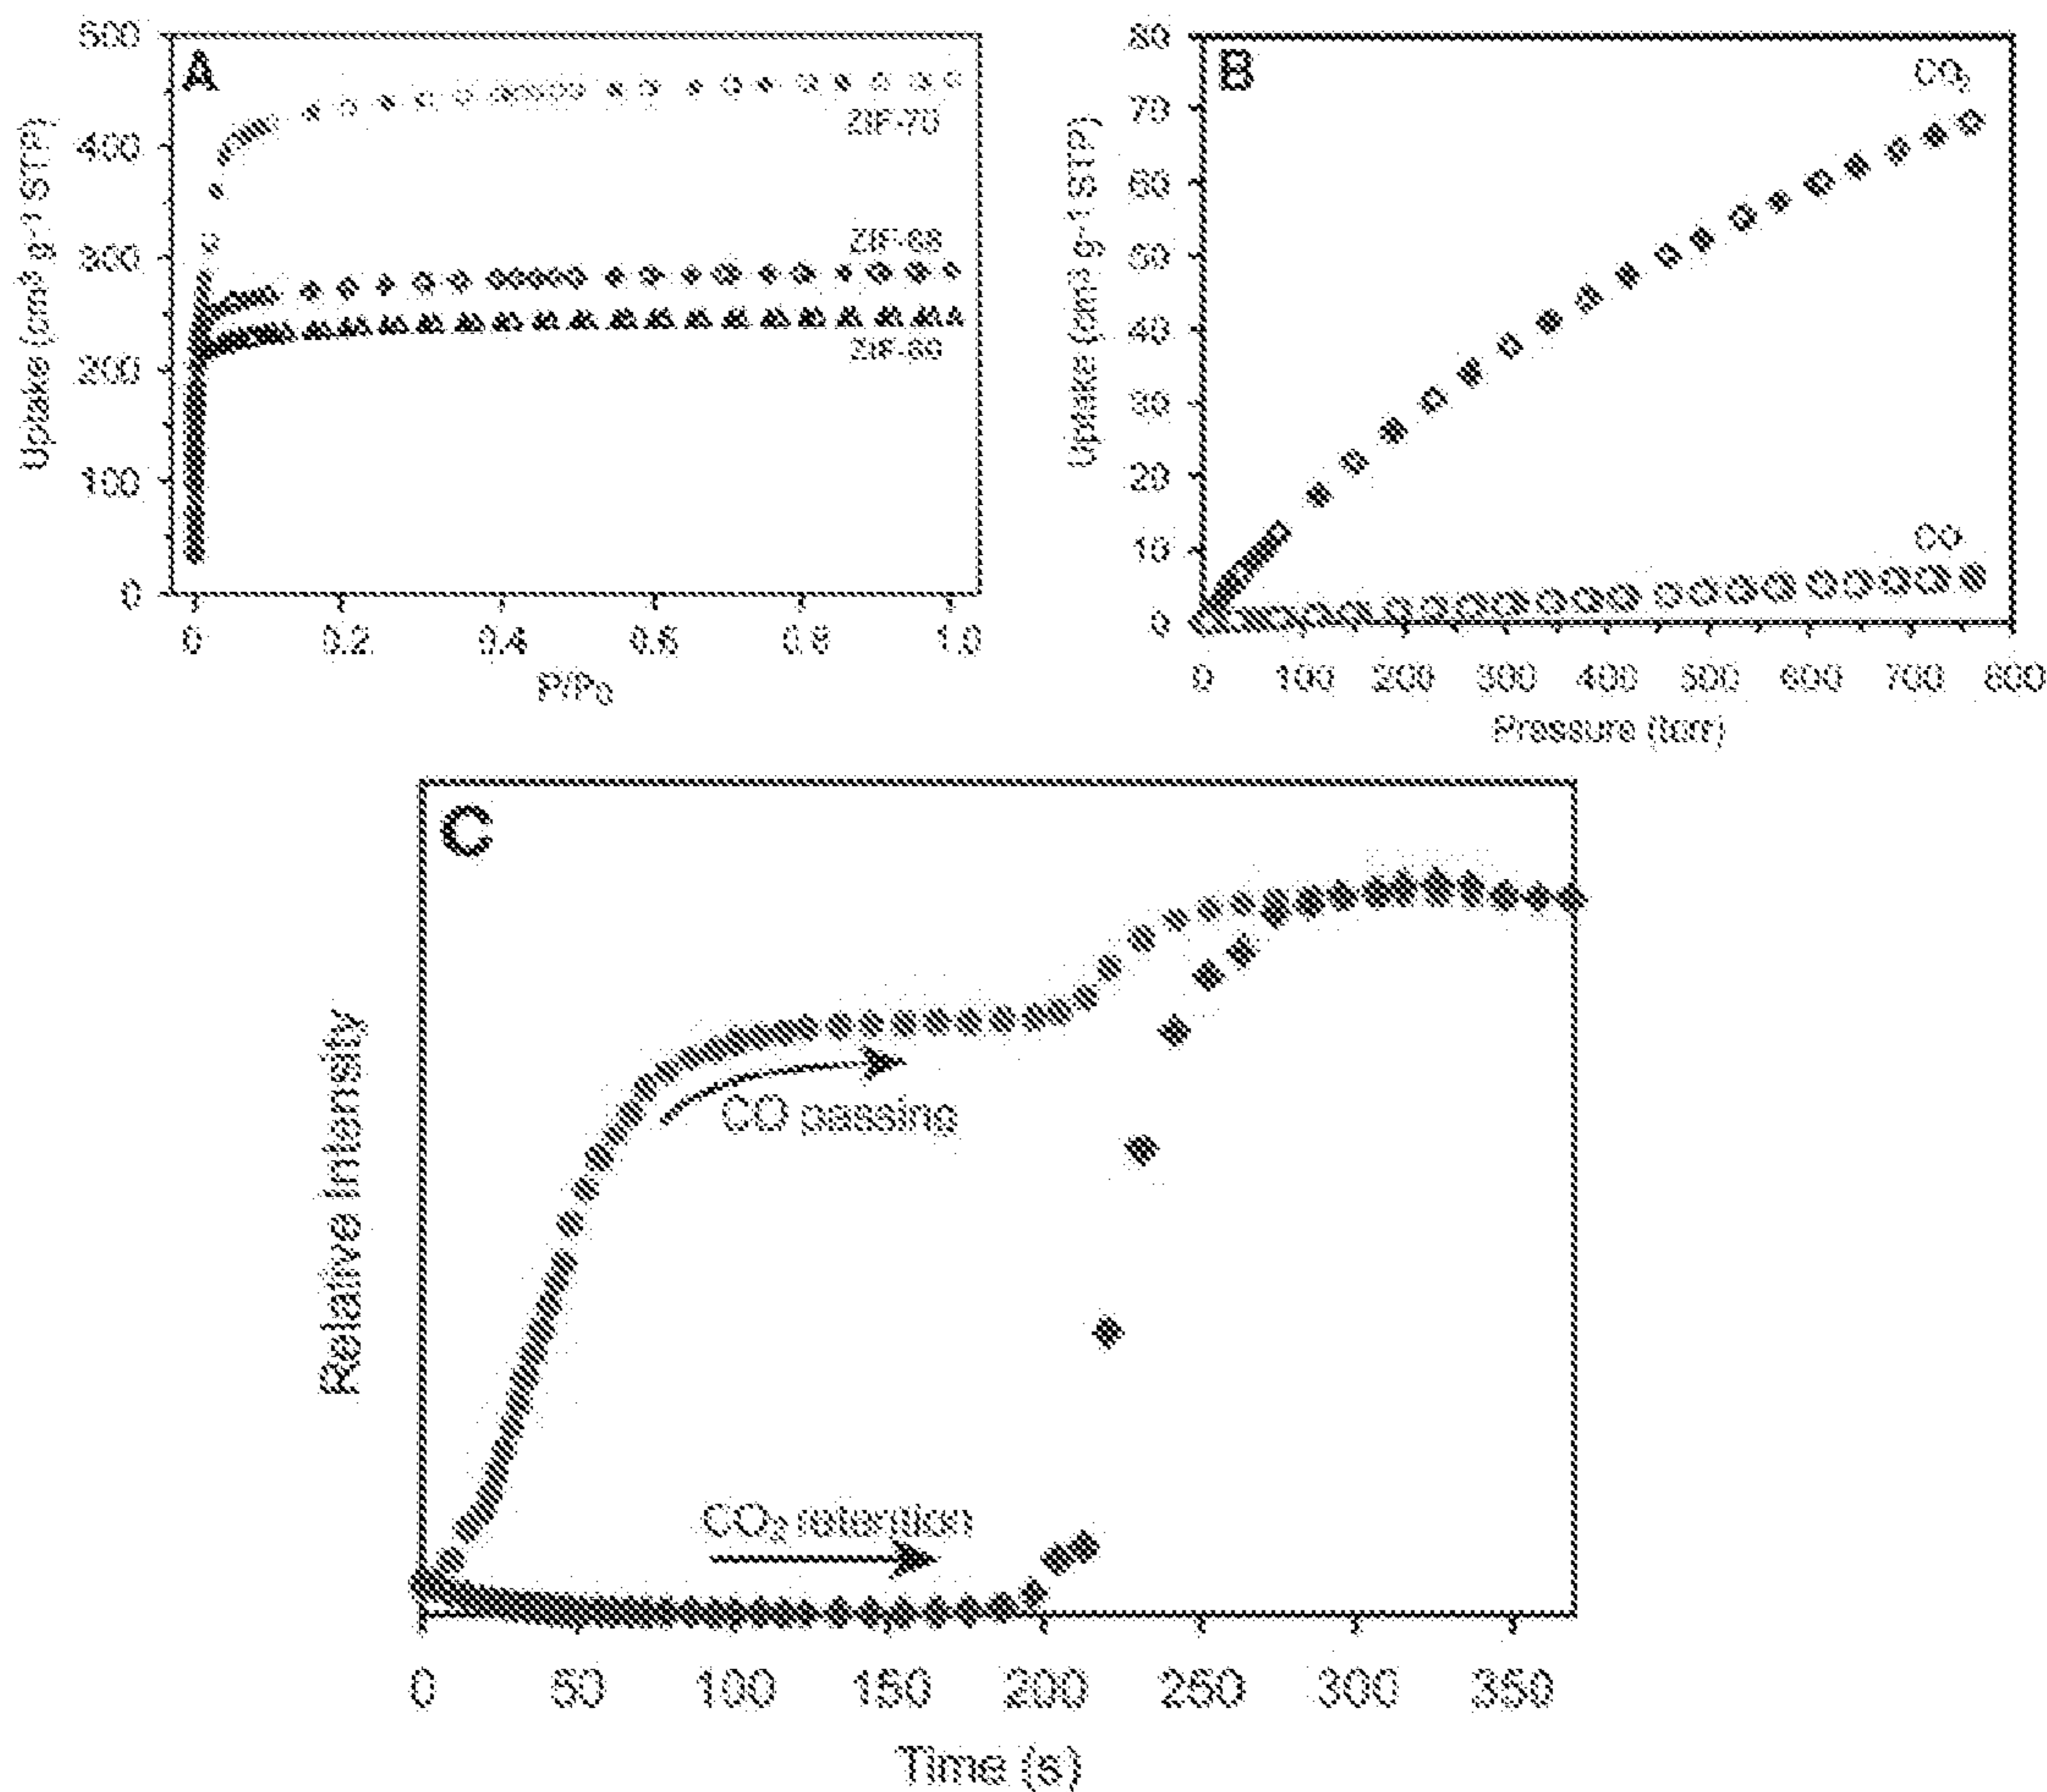 A
500
400
300
200
100
0
Uptake (cm³ g⁻¹ STP)
ZIF-70
ZIF-68
ZIF-69
0 0.2 0.4 0.6 0.8 1.0
P/P₀
B
80
70
60
50
40
30
20
10
0
Uptake (cm³ g⁻¹ STP)
CO₂
CO
0 100 200 300 400 500 600 700 800
Pressure (torr)
C
Relative Intensity
CO passing
CO₂ retention
0 50 100 150 200 250 300 350
Time (s)